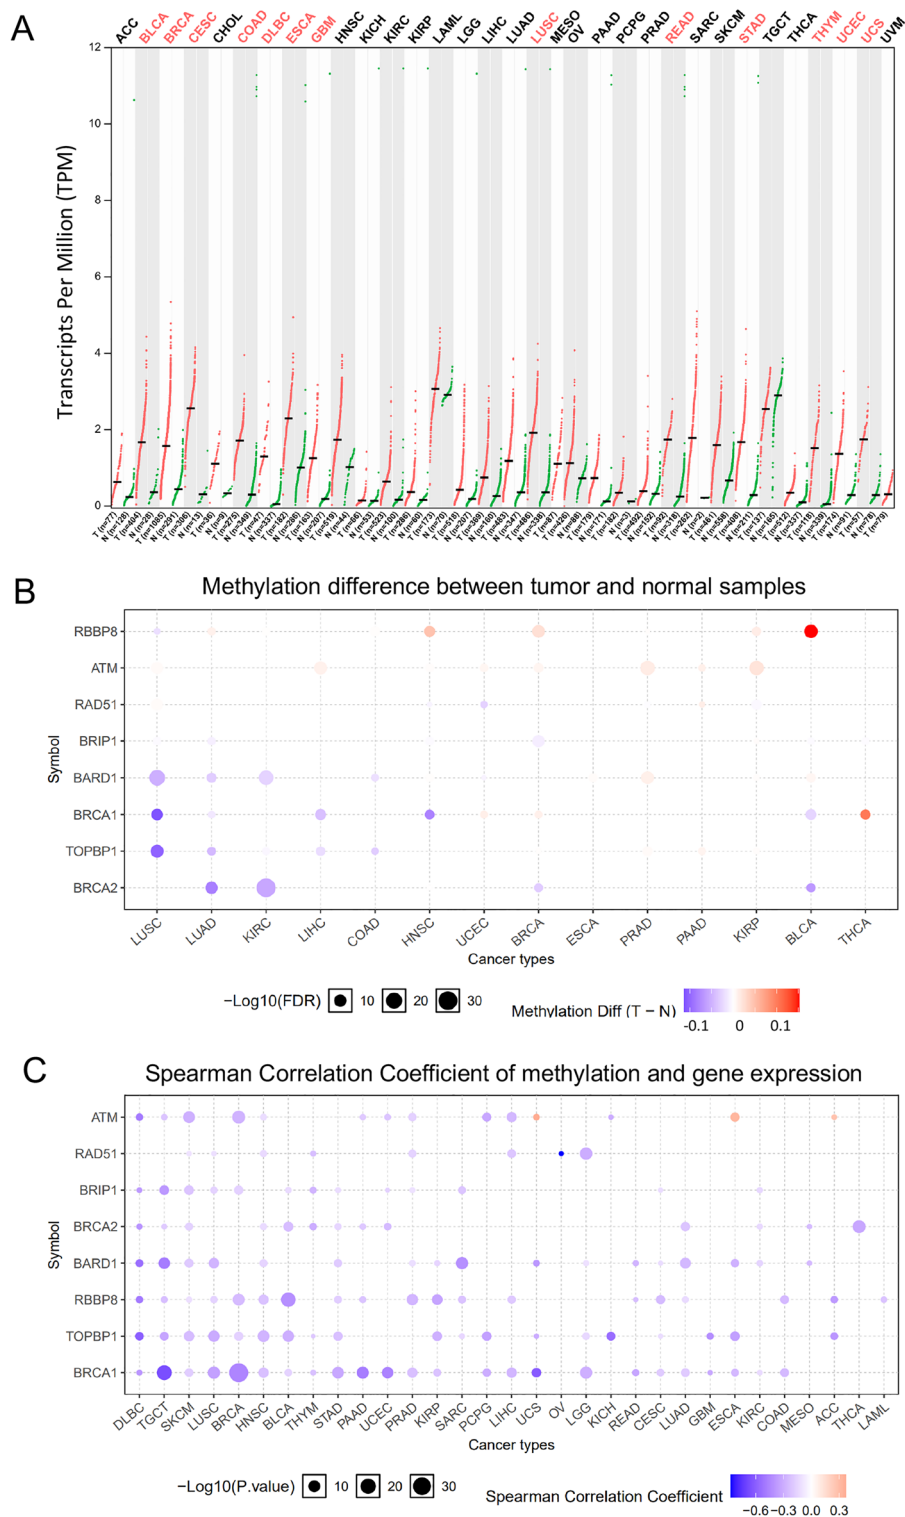 A
ACC BLCA BRCA CESC CHOL COAD DLBC ESCA GBM HNSC KICH KIRC KIRP LAML LGG LIHC LUAD LUSC MESO OV PAAD PCPG PRAD READ SARC SKCM STAD TGCT THCA THYM UCEC UCS UVM
Transcripts Per Million (TPM)
12
10
8
6
4
2
0
B
Methylation difference between tumor and normal samples
Symbol
RBBP8
ATM
RAD51
BRIP1
BARD1
BRCA1
TOPBP1
BRCA2
LUSC LUAD KIRC LIHC COAD HNSC UCEC BRCA ESCA PRAD PAAD KIRP BLCA THCA
Cancer types
−Log10(FDR) 10 20 30
Methylation Diff (T − N)
-0.1 0 0.1
C
Spearman Correlation Coefficient of methylation and gene expression
Symbol
ATM
RAD51
BRIP1
BRCA2
BARD1
RBBP8
TOPBP1
BRCA1
DLBC TGCT SKCM LUSC BRCA HNSC BLCA THYM STAD PAAD UCEC PRAD KIRP SARC PCPG LIHC UCS OV LGG KICH READ CESC LUAD GBM ESCA KIRC COAD MESO ACC THCA LAML
Cancer types
−Log10(P.value) 10 20 30
Spearman Correlation Coefficient
−0.6 −0.3 0.0 0.3